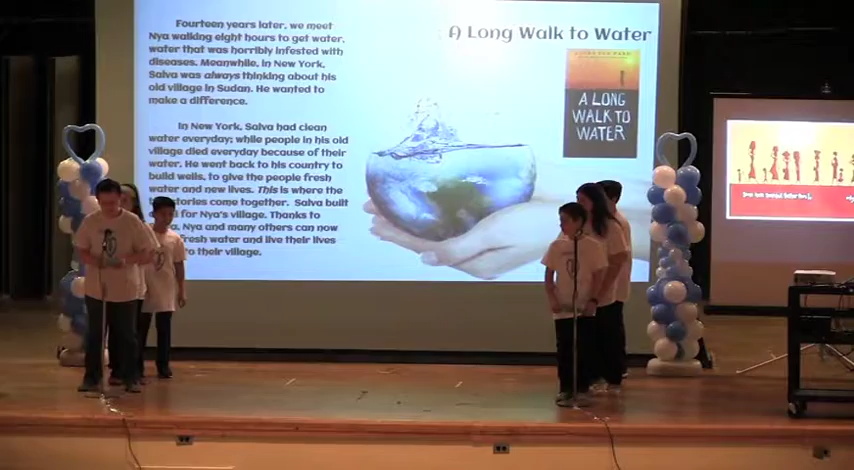 Fourteen years later, we meet
Nya walking eight hours to get water,
water that was horribly infested with
diseases. Meanwhile, in New York,
Salva was always thinking about his
old village in Sudan. He wanted to
make a difference.
In New York, Salva had clean
water everyday; while people in his old
village died everyday because of their
water. He went back to his country to
build wells, to give the people fresh
water and new lives. This is where the
stories come together. Salva built
for Nya's village. Thanks to
Nya and many others can now
fresh water and live their lives
to their village.
A Long Walk to Water
A LONG
WALK TO
WATER